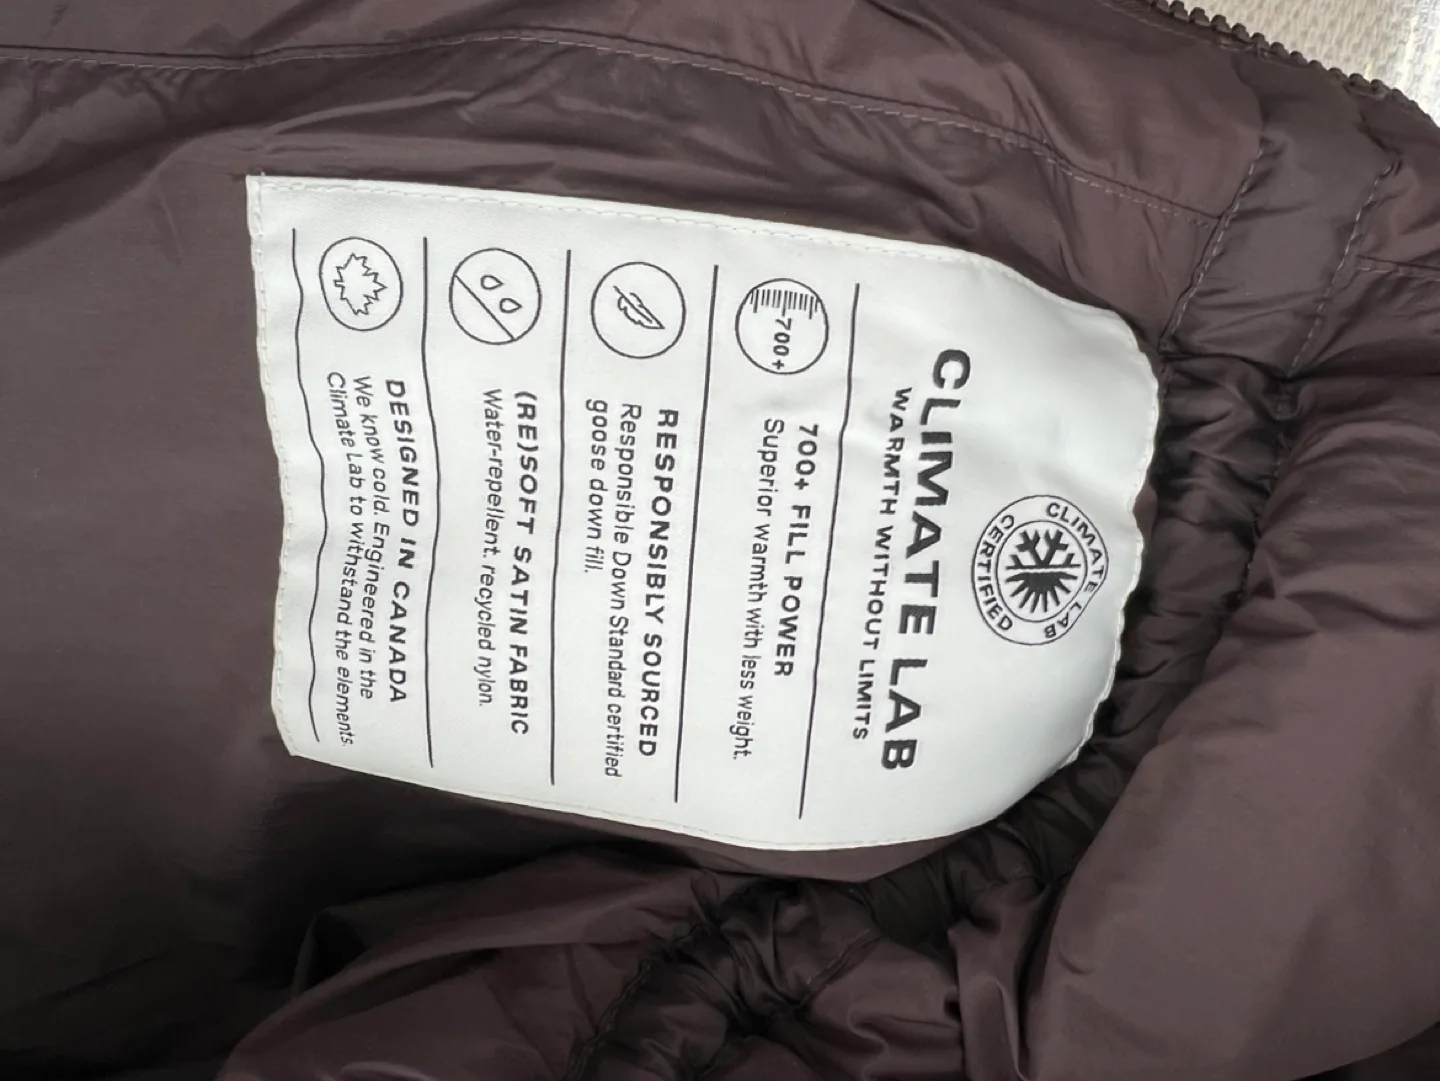 CLIMATE LAB
CERTIFIED
CLIMATE LAB
WARMTH WITHOUT LIMITS
700+
700+ FILL POWER
Superior warmth with less weight.
RESPONSIBLY SOURCED
Responsible Down Standard certified
goose down fill.
(RE)SOFT SATIN FABRIC
Water-repellent, recycled nylon.
DESIGNED IN CANADA
We know cold. Engineered in the
Climate Lab to withstand the elements.